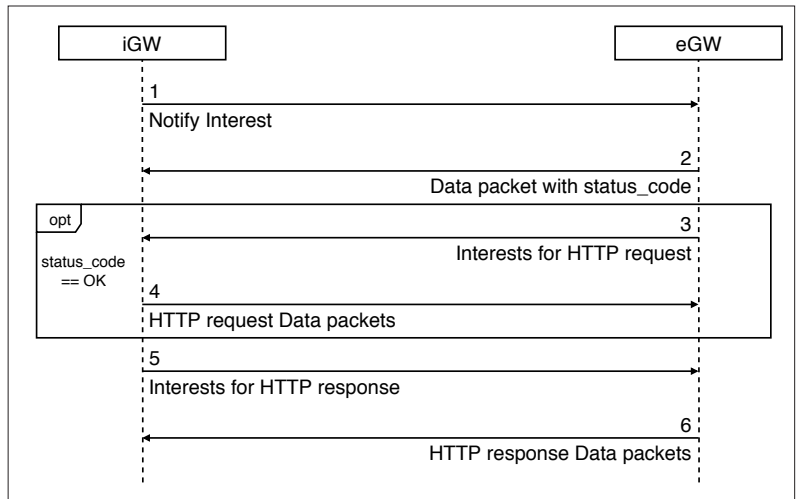 iGW
eGW
1
Notify Interest
2
Data packet with status_code
opt
3
Interests for HTTP request
status_code
== OK
4
HTTP request Data packets
5
Interests for HTTP response
6
HTTP response Data packets